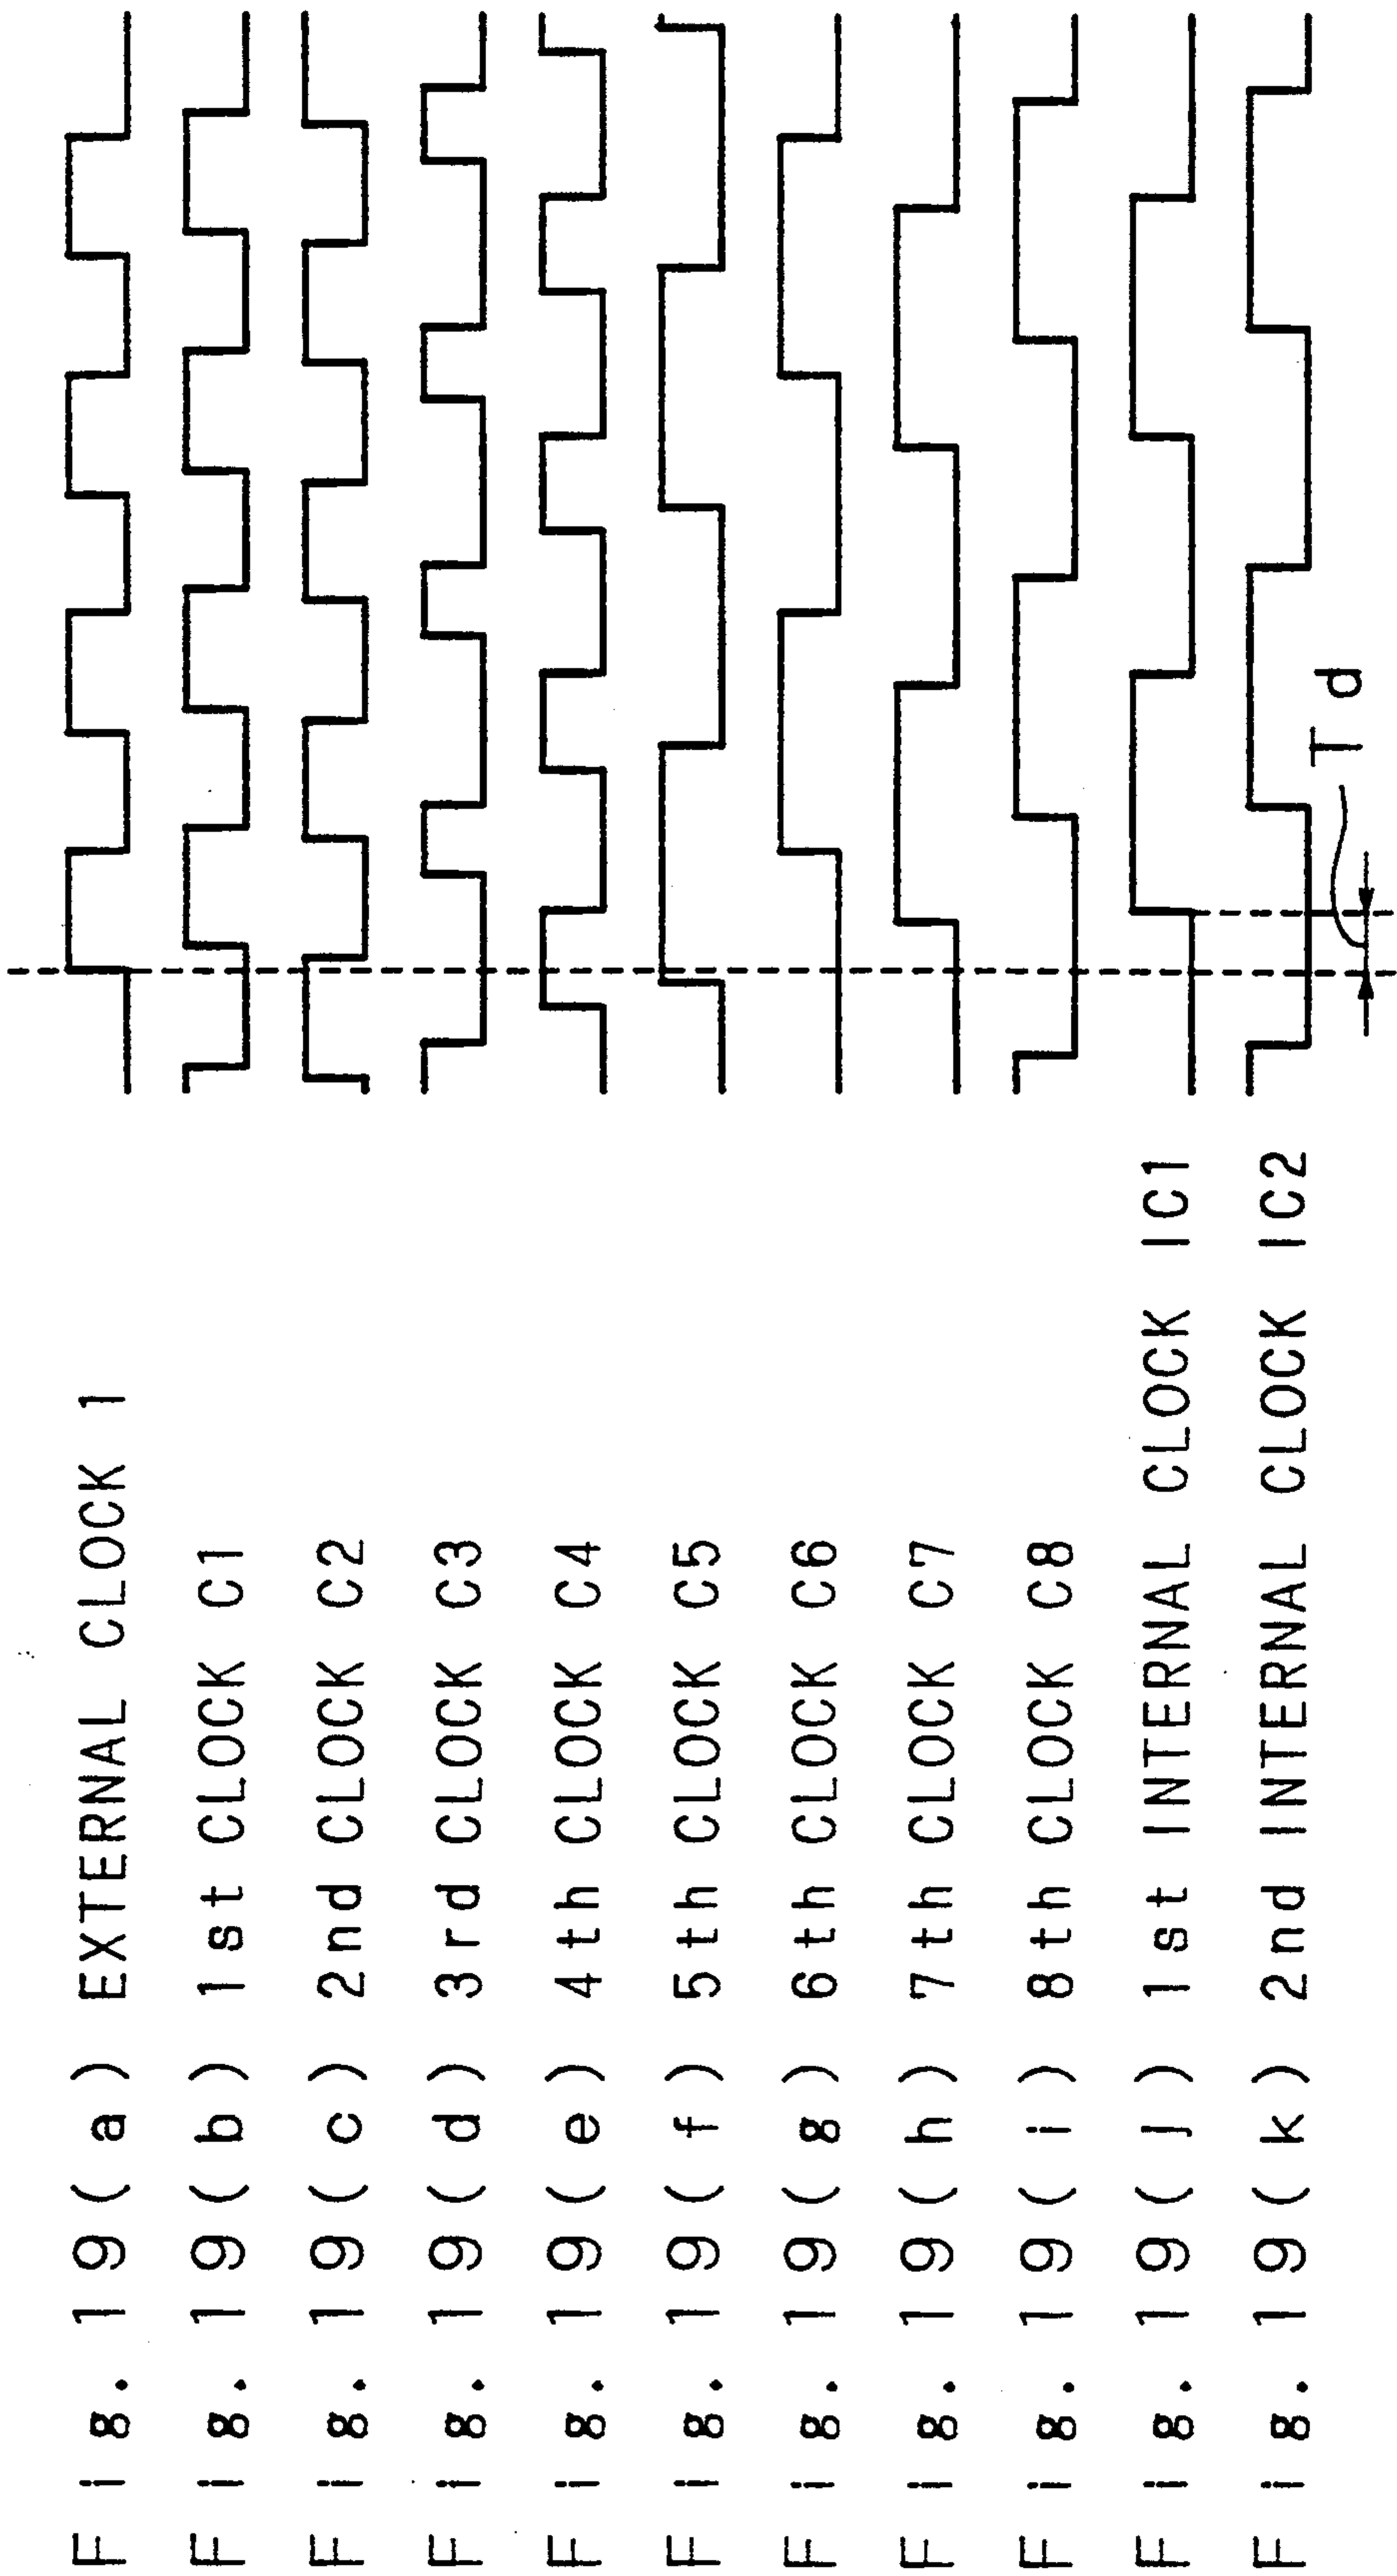 Fig. 19(a) EXTERNAL CLOCK 1
Fig. 19(b) 1st CLOCK C1
Fig. 19(c) 2nd CLOCK C2
Fig. 19(d) 3rd CLOCK C3
Fig. 19(e) 4th CLOCK C4
Fig. 19(f) 5th CLOCK C5
Fig. 19(g) 6th CLOCK C6
Fig. 19(h) 7th CLOCK C7
Fig. 19(i) 8th CLOCK C8
Fig. 19(j) 1st INTERNAL CLOCK IC1
Fig. 19(k) 2nd INTERNAL CLOCK IC2
Td